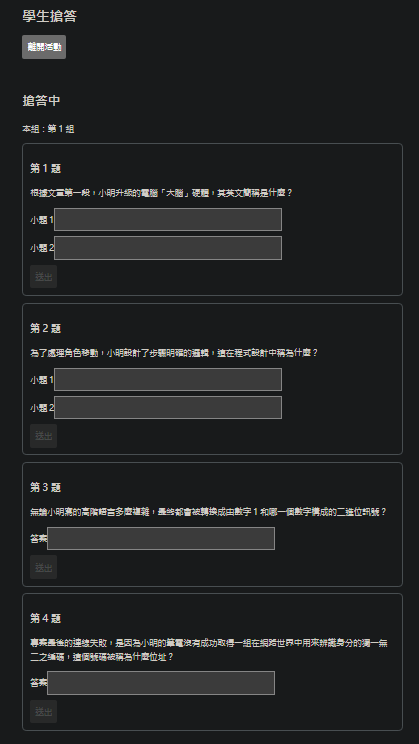 學生搶答
離開活動
搶答中
本組：第 1 組
第 1 題
根據文章第一段，小明升級的電腦「大腦」硬體，其英文簡稱是什麼？
小題 1
小題 2
送出
第 2 題
為了處理角色移動，小明設計了步驟明確的邏輯，這在程式設計中稱為什麼？
小題 1
小題 2
送出
第 3 題
無論小明寫的高階語言多麼複雜，最終都會被轉換成由數字 1 和哪一個數字構成的二進位訊號？
答案
送出
第 4 題
專案最後的連線失敗，是因為小明的筆電沒有成功取得一組在網路世界中用來辨識身分的獨一無
二之編碼，這個號碼被稱為什麼位址？
答案
送出